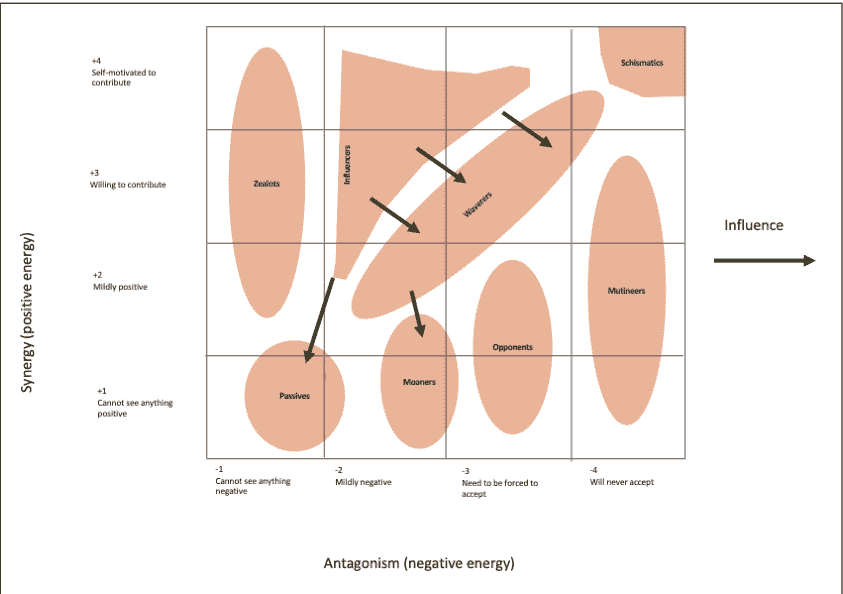 +4
Self-motivated to
contribute
Schismatics
+3
Willing to contribute
Zealots
Influencers
Waverers
Influence
Synergy (positive energy)
+2
Mildly positive
Mutineers
Opponents
+1
Cannot see anything
positive
Passives
Moaners
-1
Cannot see anything
negative
-2
Mildly negative
-3
Need to be forced to
accept
-4
Will never accept
Antagonism (negative energy)